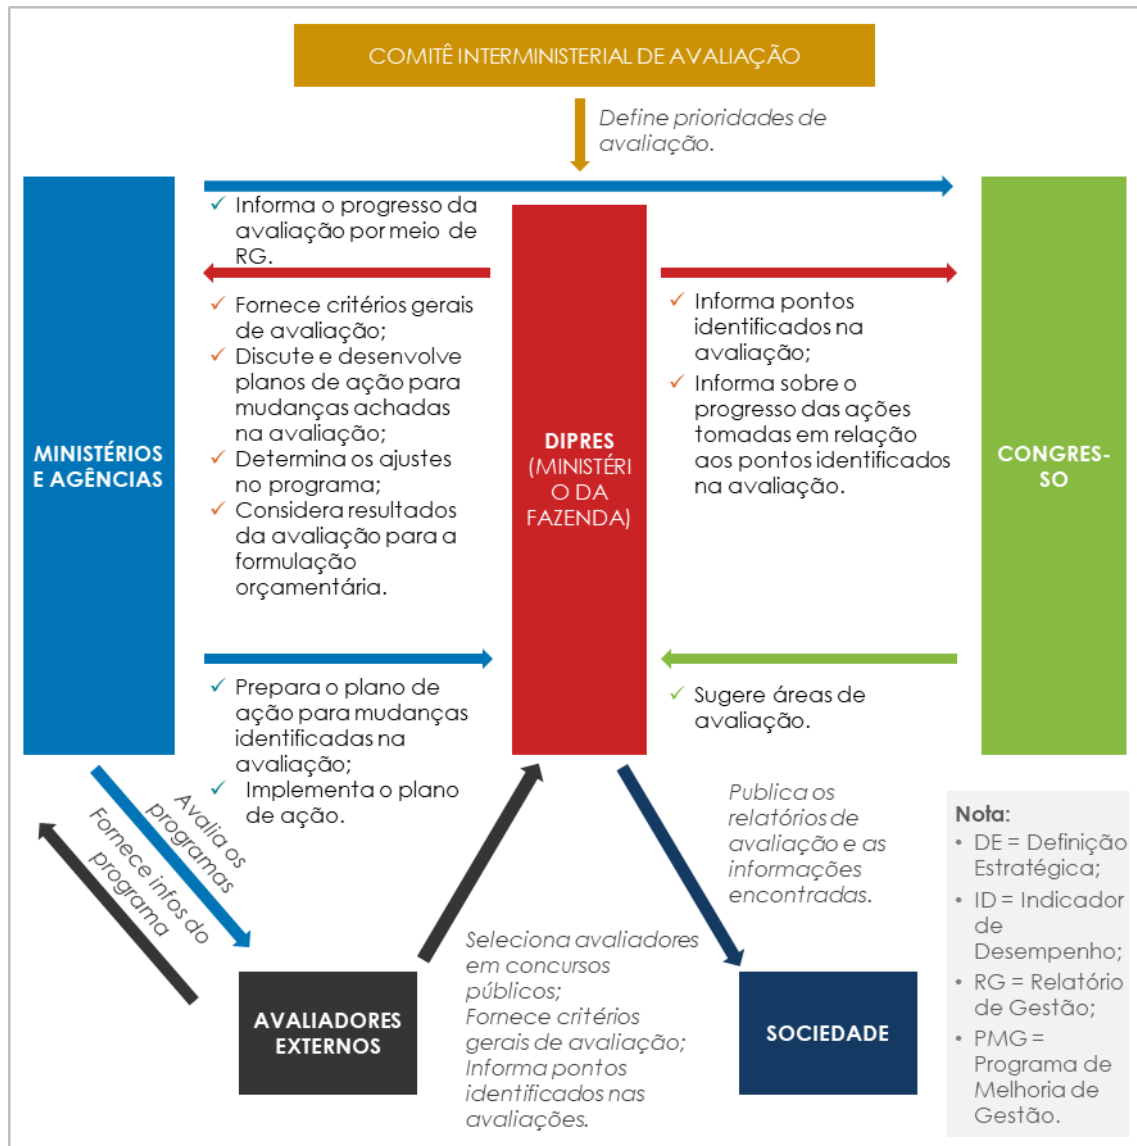 COMITÊ INTERMINISTERIAL DE AVALIAÇÃO
Define prioridades de
avaliação.
✓ Informa o progresso da
avaliação por meio de
RG.
✓ Fornece critérios gerais
de avaliação;
✓ Discute e desenvolve
planos de ação para
mudanças achadas
na avaliação;
✓ Determina os ajustes
no programa;
✓ Considera resultados
da avaliação para a
formulação
orçamentária.
✓ Informa pontos
identificados na
avaliação;
✓ Informa sobre o
progresso das ações
tomadas em relação
aos pontos identificados
na avaliação.
MINISTÉRIOS
E AGÊNCIAS
DIPRES
(MINISTÉRI
O DA
FAZENDA)
CONGRES-
SO
✓ Prepara o plano de
ação para mudanças
identificadas na
avaliação;
✓ Implementa o plano
de ação.
✓ Sugere áreas de
avaliação.
Avalia os
programas
Fornece infos do
programa
Publica os
relatórios de
avaliação e as
informações
encontradas.
Seleciona avaliadores
em concursos
públicos;
Fornece critérios
gerais de avaliação;
Informa pontos
identificados nas
avaliações.
AVALIADORES
EXTERNOS
SOCIEDADE
Nota:
• DE = Definição
Estratégica;
• ID = Indicador
de
Desempenho;
• RG = Relatório
de Gestão;
• PMG =
Programa de
Melhoria de
Gestão.